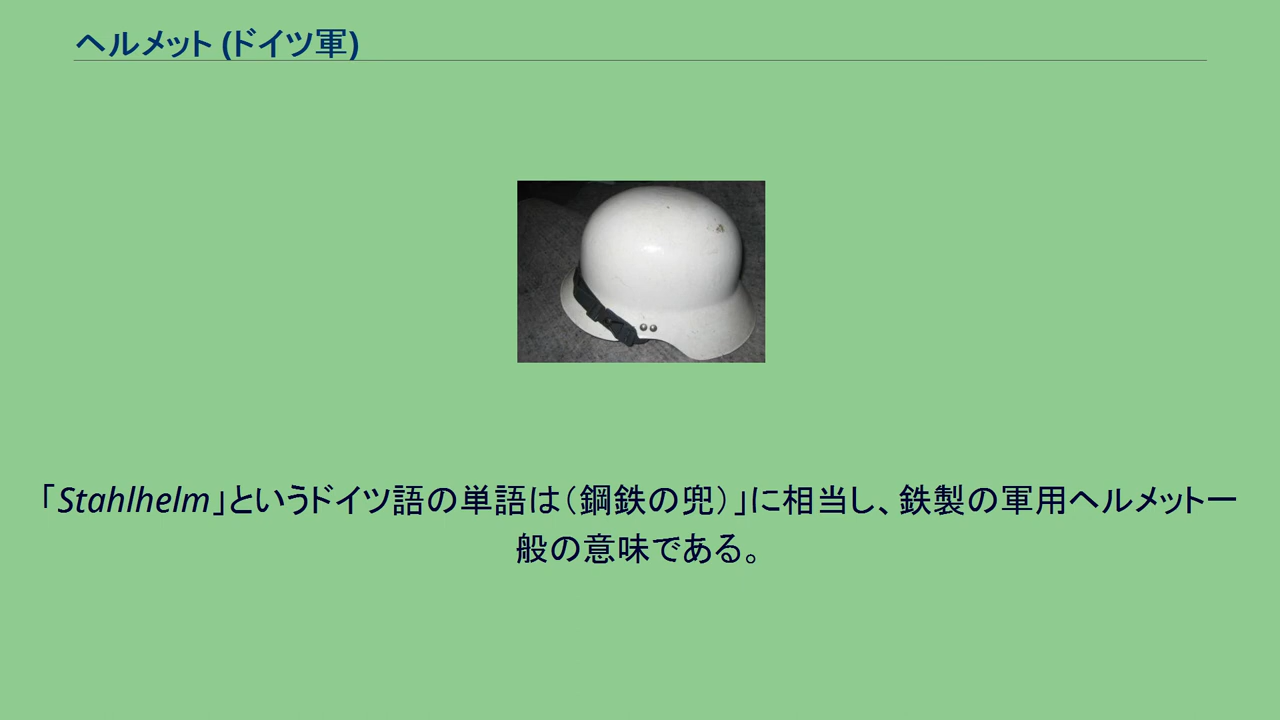 ヘルメット (ドイツ軍)
「Stahlhelm」というドイツ語の単語は（鋼鉄の兜）」に相当し、鉄製の軍用ヘルメット一
般の意味である。